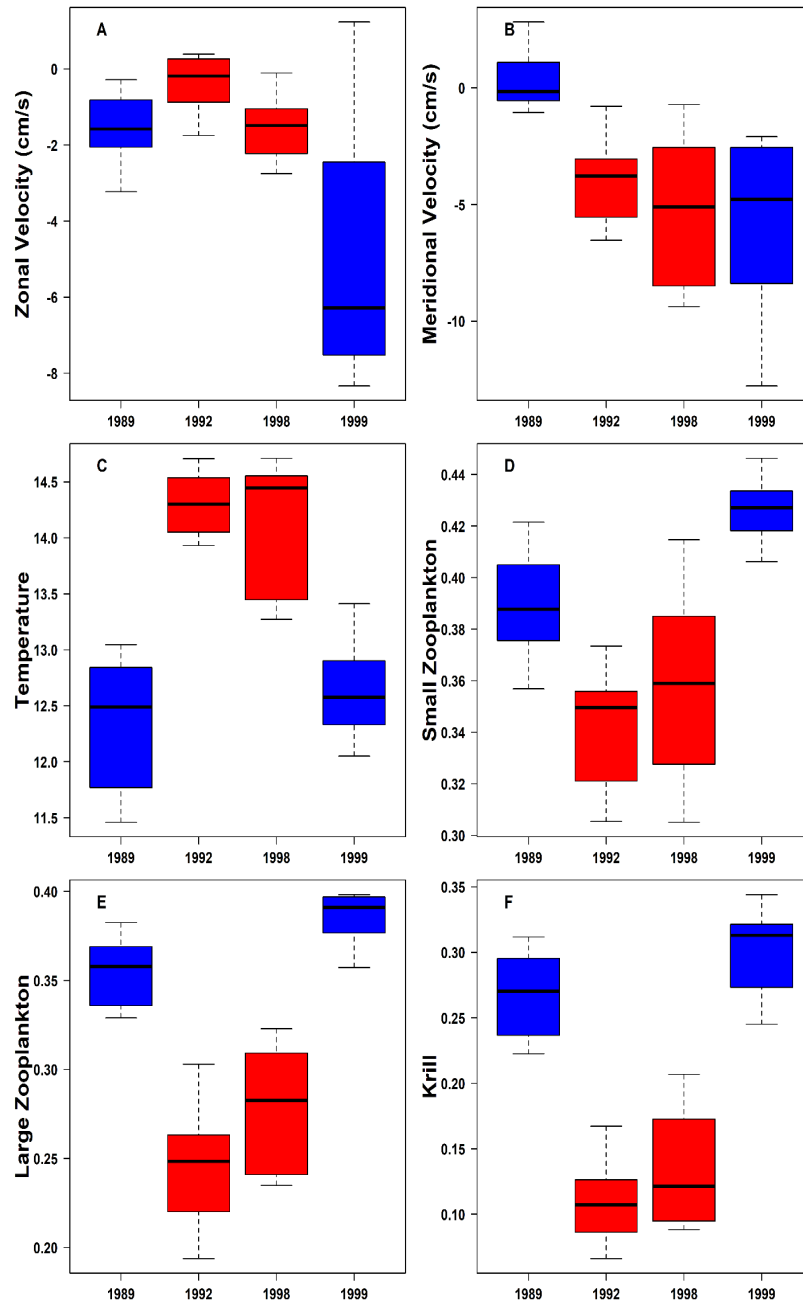 A
Zonal Velocity (cm/s)
0
-2
-4
-6
-8
1989 1992 1998 1999
B
Meridional Velocity (cm/s)
0
-5
-10
1989 1992 1998 1999
C
Temperature
14.5
14.0
13.5
13.0
12.5
12.0
11.5
1989 1992 1998 1999
D
Small Zooplankton
0.44
0.42
0.40
0.38
0.36
0.34
0.32
0.30
1989 1992 1998 1999
E
Large Zooplankton
0.40
0.35
0.30
0.25
0.20
1989 1992 1998 1999
F
Krill
0.35
0.30
0.25
0.20
0.15
0.10
1989 1992 1998 1999